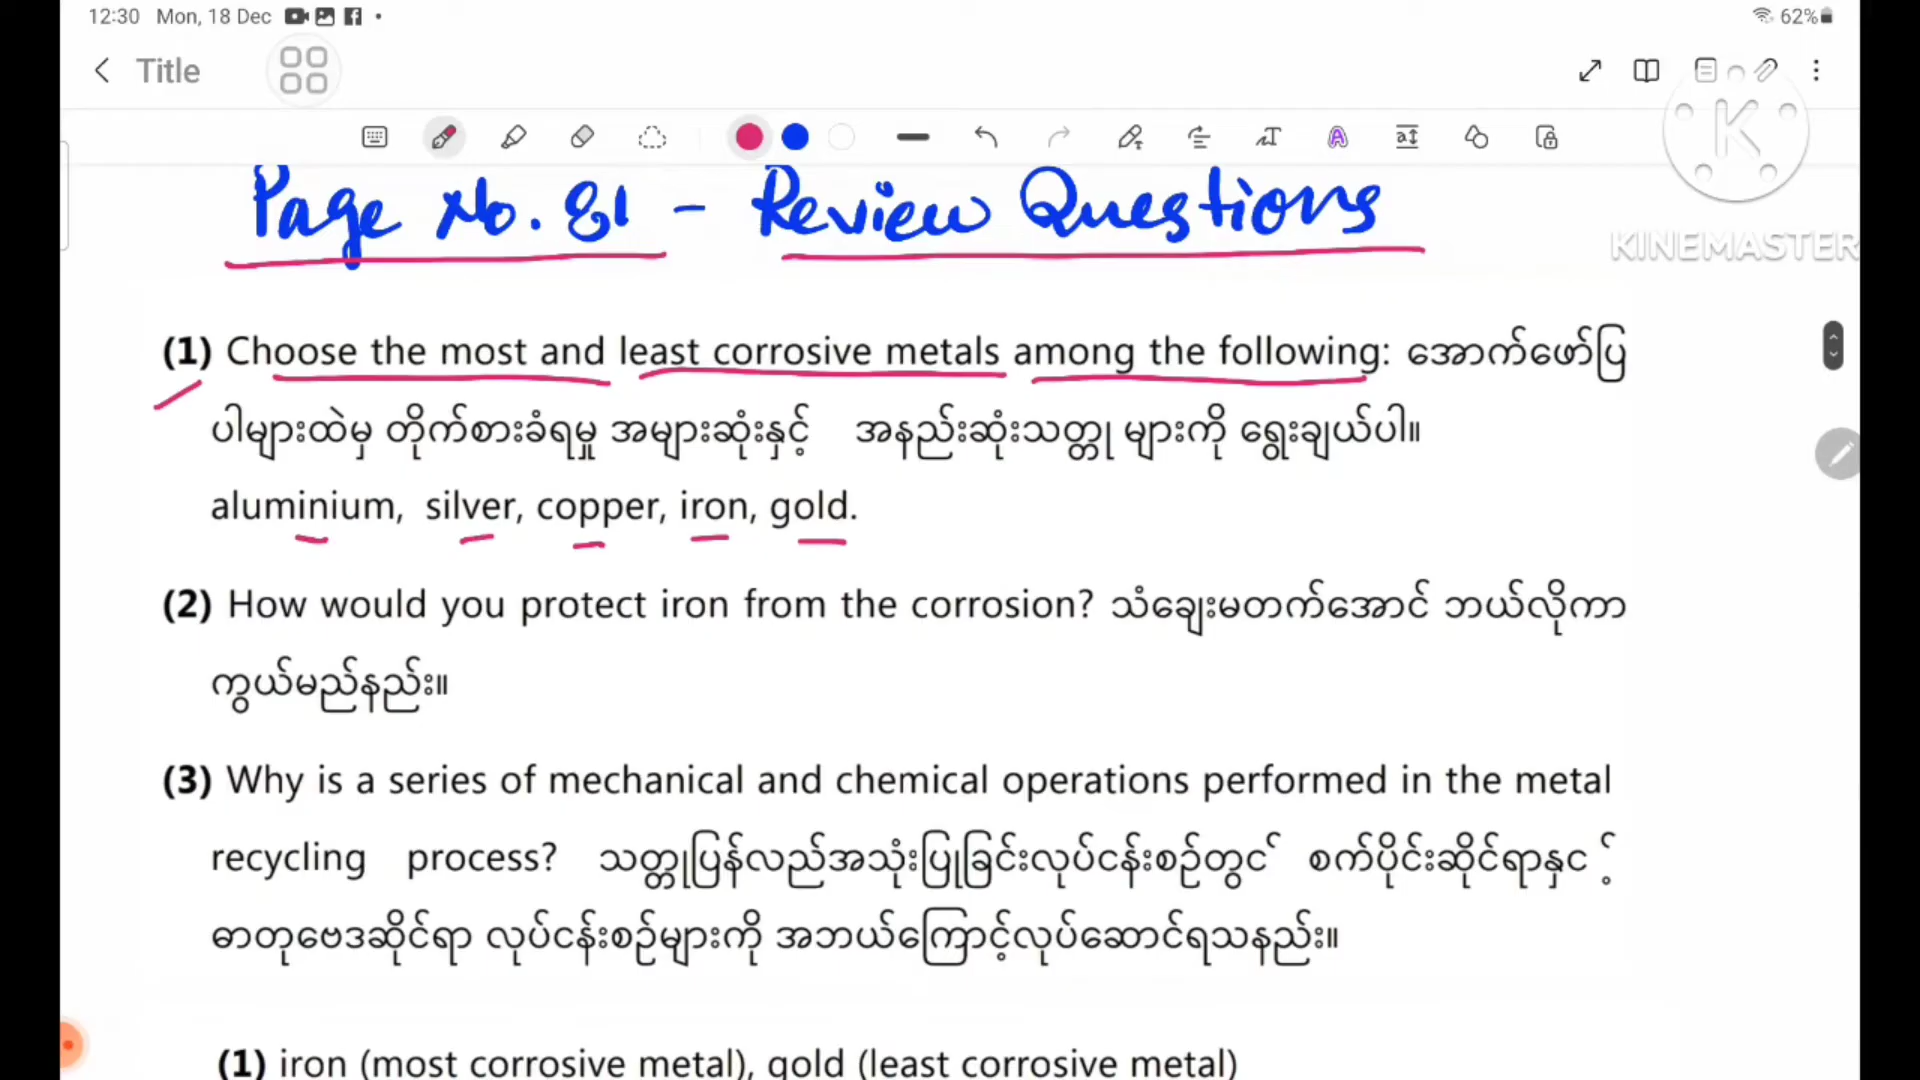 12:30 Mon, 18 Dec 62%
Title
KINEMASTER
Page No. 81 - Review Questions
(1) Choose the most and least corrosive metals among the following: အောက်ဖော်ပြ
ပါများထဲမှ တိုက်စားခံရမှု အများဆုံးနှင့် အနည်းဆုံးသတ္တု များကို ရွေးချယ်ပါ။
aluminium, silver, copper, iron, gold.
(2) How would you protect iron from the corrosion? သံချေးမတက်အောင် ဘယ်လိုကာ
ကွယ်မည်နည်း။
(3) Why is a series of mechanical and chemical operations performed in the metal
recycling process? သတ္တုပြန်လည်အသုံးပြုခြင်းလုပ်ငန်းစဉ်တွင် စက်ပိုင်းဆိုင်ရာနှင့်
ဓာတုဗေဒဆိုင်ရာ လုပ်ငန်းစဉ်များကို အဘယ်ကြောင့်လုပ်ဆောင်ရသနည်း။
(1) iron (most corrosive metal), gold (least corrosive metal)